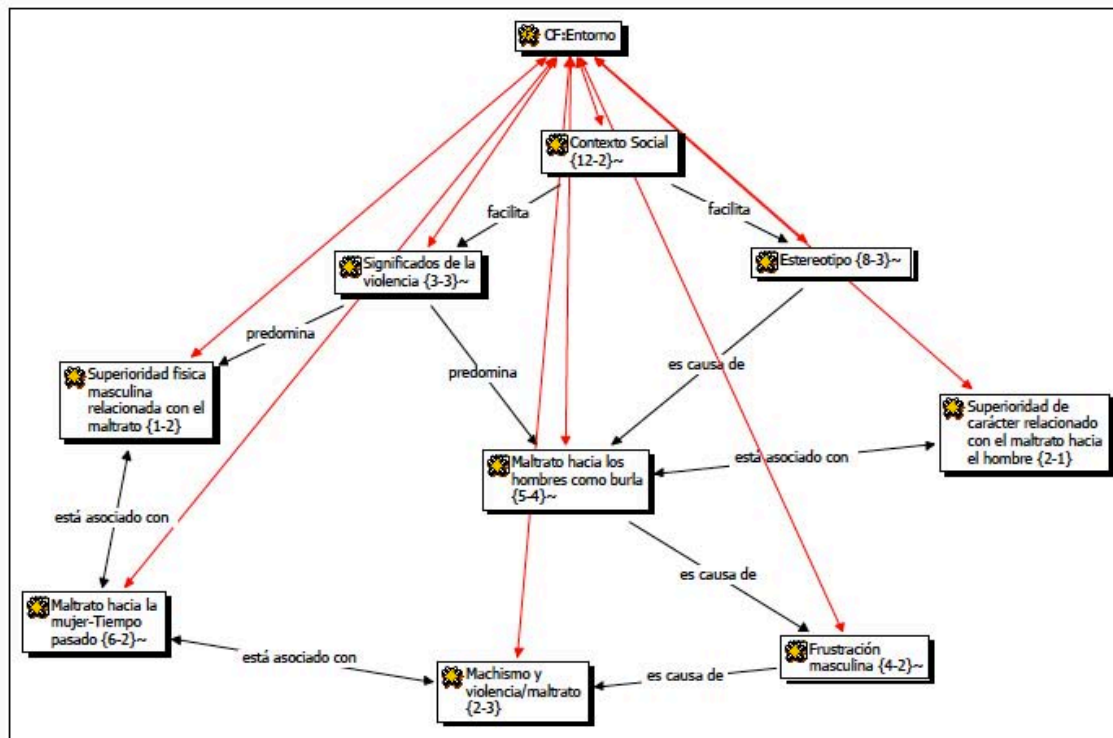 CF:Entorno
Contexto Social
{12-2}~
facilita
facilita
Significados de la
violencia {3-3}~
Estereotipo {8-3}~
predomina
predomina
es causa de
Superioridad física
masculina
relacionada con el
maltrato {1-2}
Superioridad de
carácter relacionado
con el maltrato hacia
el hombre {2-1}
Maltrato hacia los
hombres como burla
{5-4}~
está asociado con
está asociado con
es causa de
Maltrato hacia la
mujer-Tiempo
pasado {6-2}~
está asociado con
Machismo y
violencia/maltrato
{2-3}
es causa de
Frustración
masculina {4-2}~